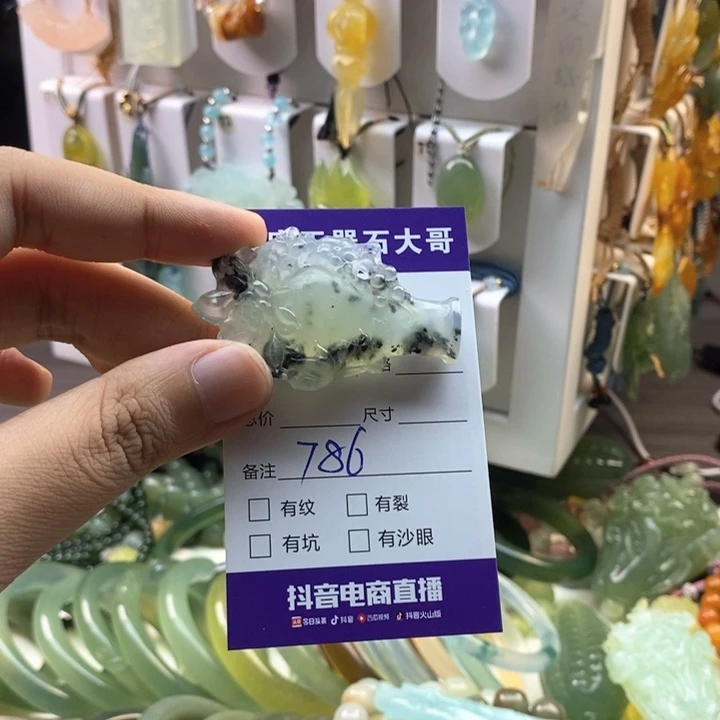 玉器石大哥
价 尺寸
备注 786
有纹 有裂
有坑 有沙眼
抖音电商直播
今日头条 抖音 西瓜视频 抖音火山版